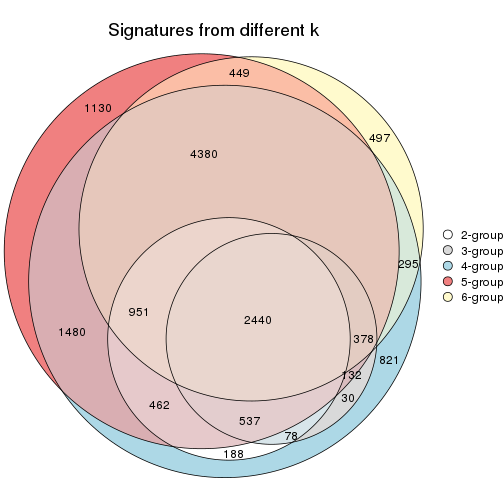 Signatures from different k
449
1130
497
4380
2-group
3-group
295
4-group
5-group
6-group
951
2440
1480
378
821
132
30
462
537
78
188